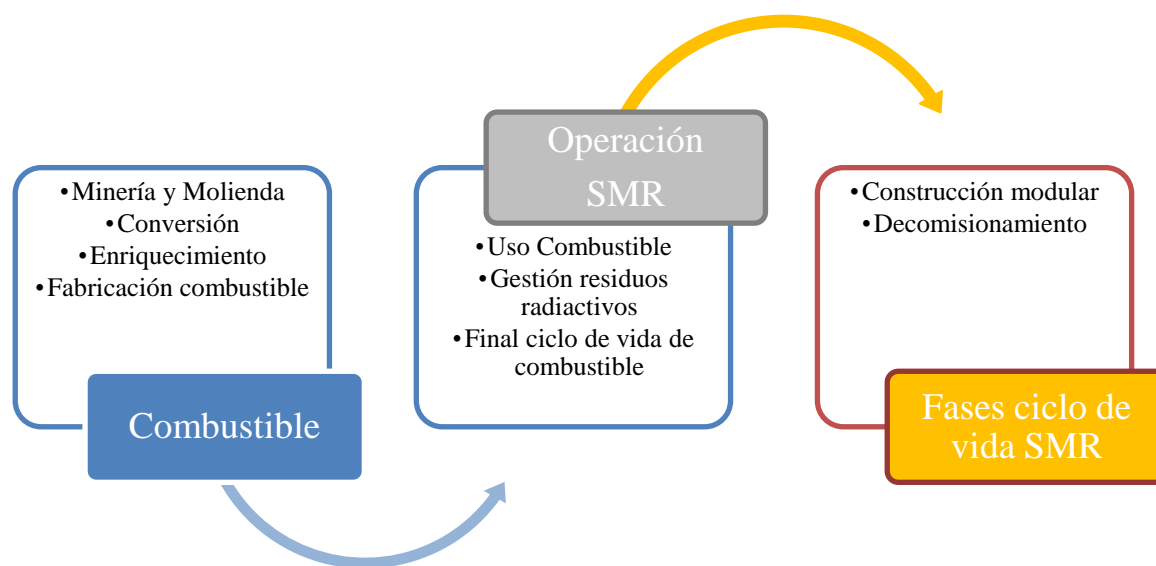 •Minería y Molienda
•Conversión
•Enriquecimiento
•Fabricación combustible
Combustible
Operación
SMR
•Uso Combustible
•Gestión residuos
radiactivos
•Final ciclo de vida de
combustible
•Construcción modular
•Decomisionamiento
Fases ciclo de
vida SMR